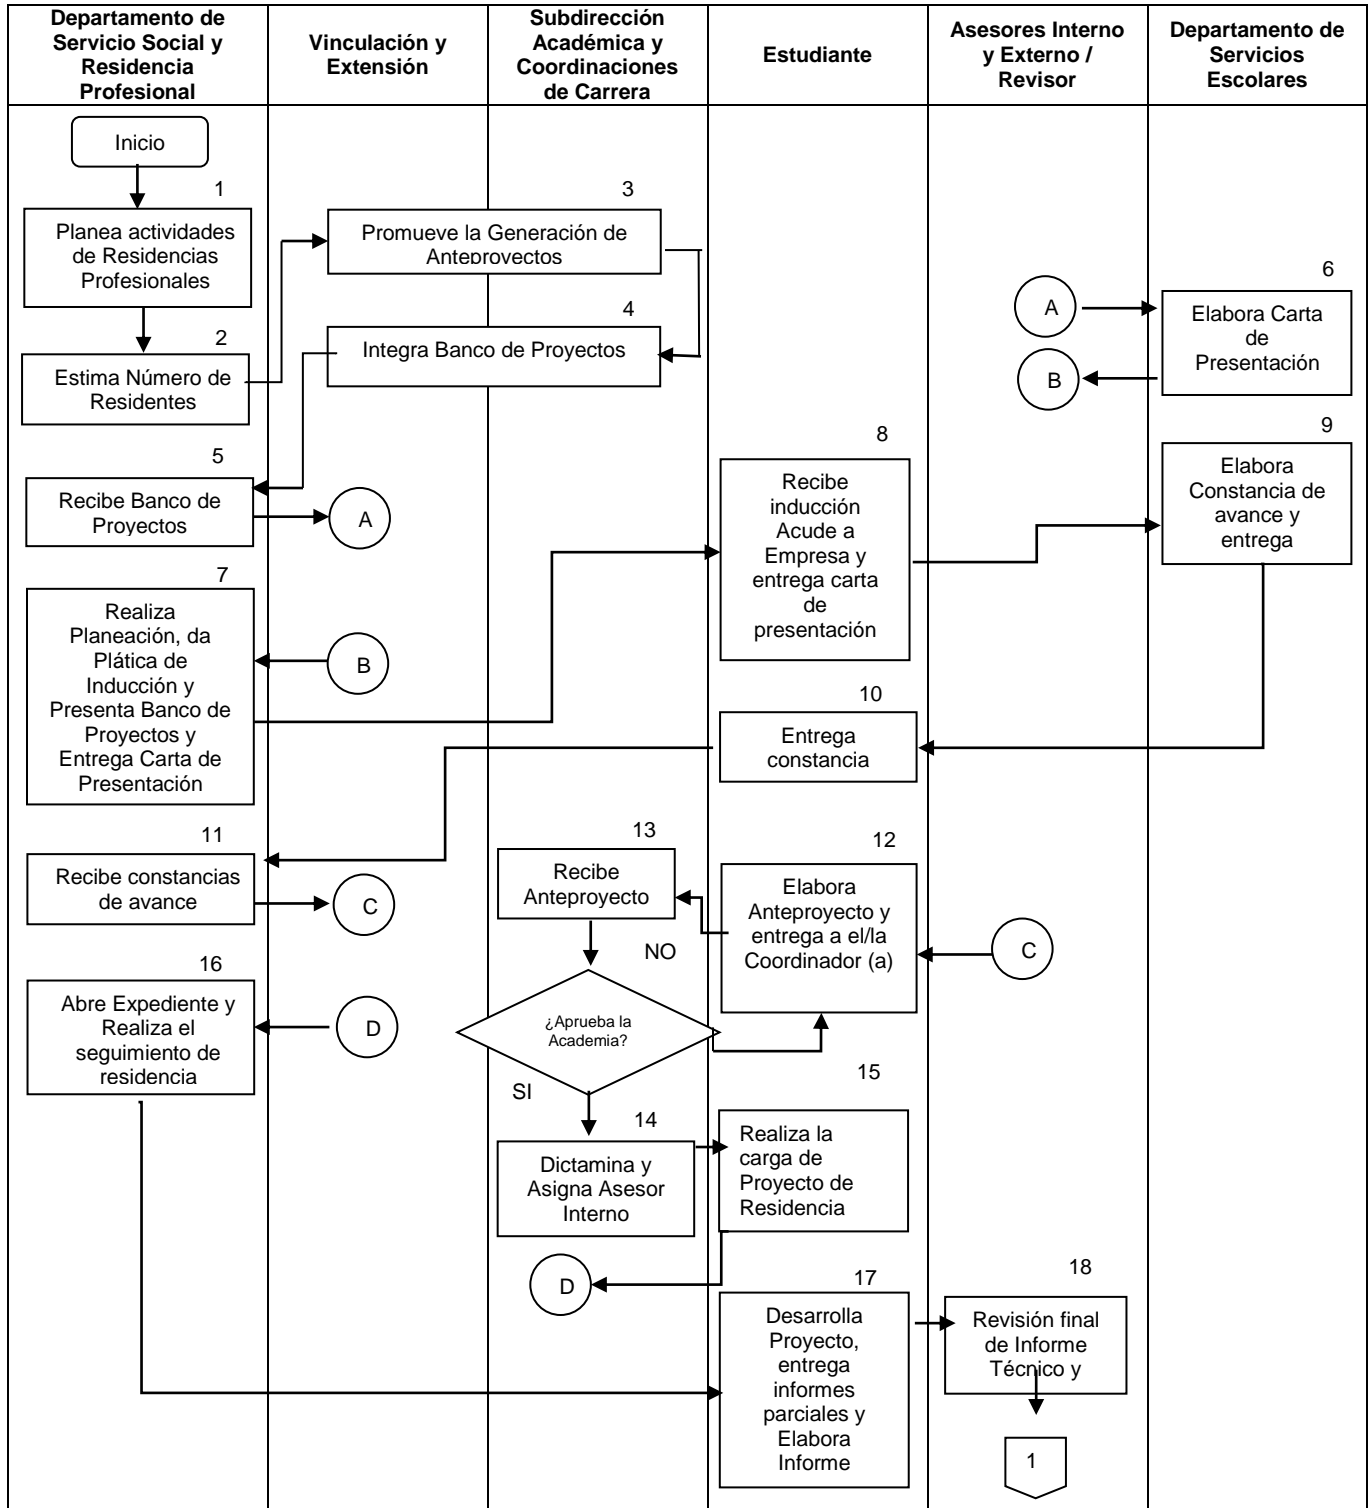 Departamento de
Servicio Social y
Residencia
Profesional
Vinculación y
Extensión
Subdirección
Académica y
Coordinaciones
de Carrera
Estudiante
Asesores Interno
y Externo /
Revisor
Departamento de
Servicios
Escolares
Inicio
1
Planea actividades
de Residencias
Profesionales
2
Estima Número de
Residentes
3
Promueve la Generación de
Anteproyectos
4
Integra Banco de Proyectos
5
Recibe Banco de
Proyectos
A
A
6
Elabora Carta
de
Presentación
B
7
Realiza
Planeación, da
Plática de
Inducción y
Presenta Banco de
Proyectos y
Entrega Carta de
Presentación
B
8
Recibe
inducción
Acude a
Empresa y
entrega carta
de
presentación
9
Elabora
Constancia de
avance y
entrega
10
Entrega
constancia
11
Recibe constancias
de avance
C
12
Elabora
Anteproyecto y
entrega a el/la
Coordinador (a)
C
13
Recibe
Anteproyecto
NO
¿Aprueba la
Academia?
SI
14
Dictamina y
Asigna Asesor
Interno
15
Realiza la
carga de
Proyecto de
Residencia
D
16
Abre Expediente y
Realiza el
seguimiento de
residencia
D
17
Desarrolla
Proyecto,
entrega
informes
parciales y
Elabora
Informe
18
Revisión final
de Informe
Técnico y
1